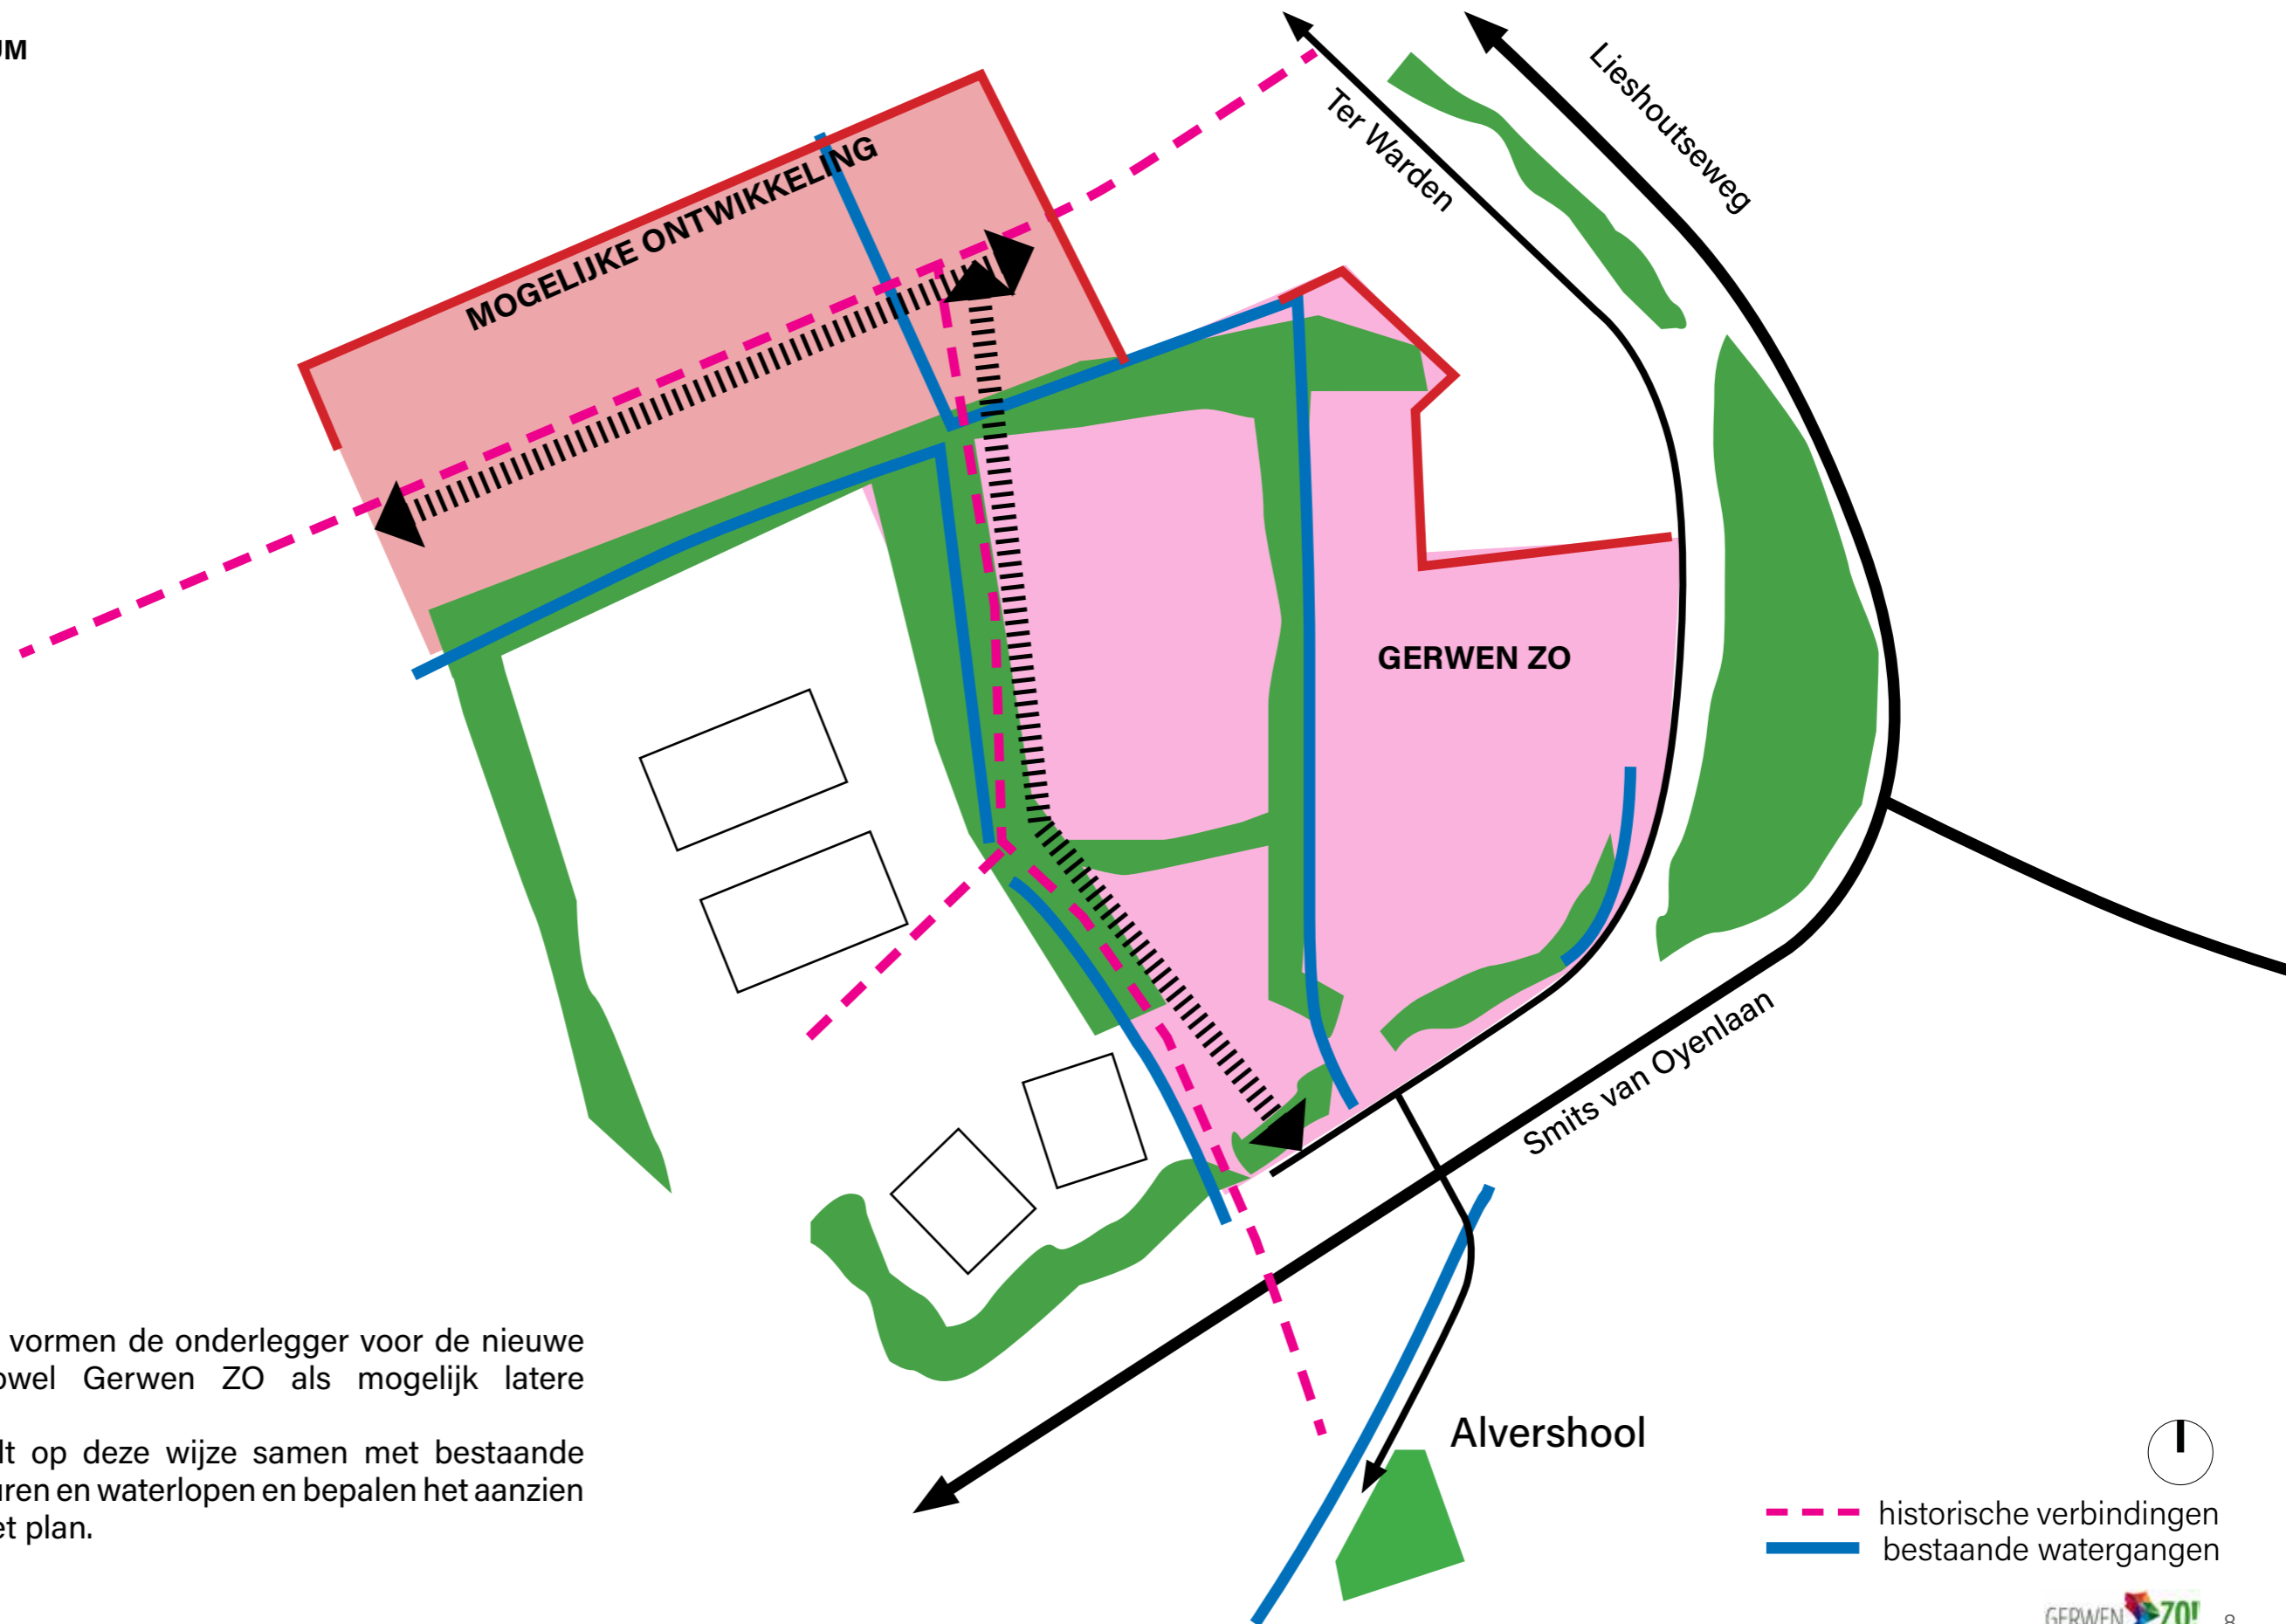 UM
Lieshoutseweg
Ter Warden
MOGELIJKE ONTWIKKELING
GERWEN ZO
Smits van Oyenlaan
vormen de onderlegger voor de nieuwe
owel Gerwen ZO als mogelijk latere
lt op deze wijze samen met bestaande
uren en waterlopen en bepalen het aanzien
et plan.
Alvershool
historische verbindingen
bestaande watergangen
GERWEN ZO!
8